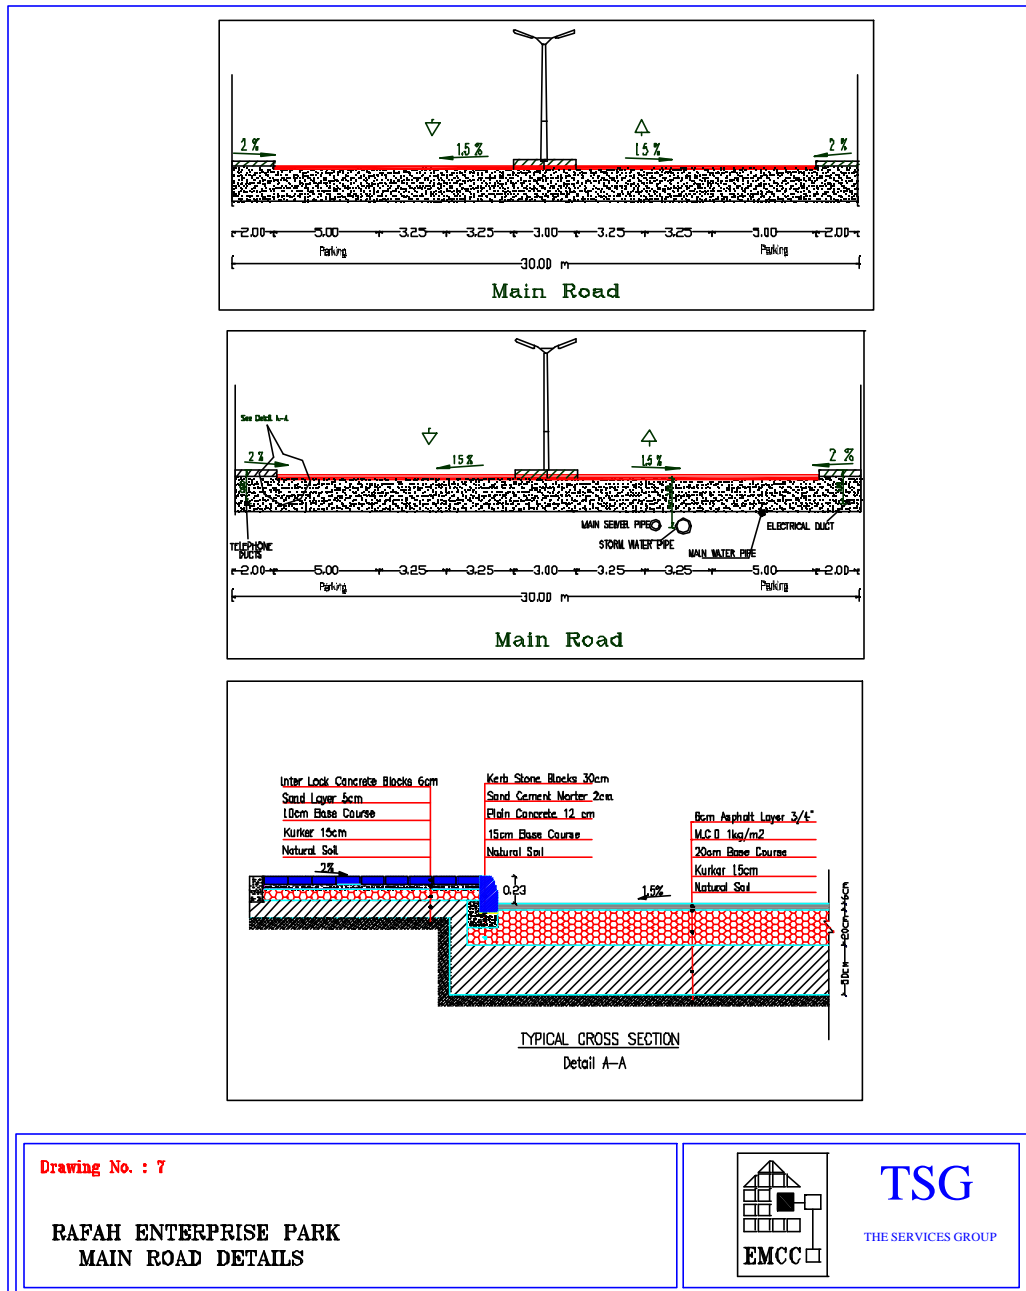 2 %
1.5 %
1.5 %
2 %
2.00 5.00 3.25 3.25 3.00 3.25 3.25 5.00 2.00
Parking Parking
30.00 m
Main Road
See Detail A-A
2 %
1.5 %
1.5 %
2 %
MAIN SEWER PIPE
ELECTRICAL DUCT
STORM WATER PIPE
TELEPHONE
DUCTS
MAIN WATER PIPE
2.00 5.00 3.25 3.25 3.00 3.25 3.25 5.00 2.00
Parking Parking
30.00 m
Main Road
Inter Lock Concrete Blocks 6cm
Sand Layer 5cm
10cm Base Course
Kurker 15cm
Natural Soil
Kerb Stone Blocks 30cm
Sand Cement Morter 2cm
Plain Concrete 12 cm
15cm Base Course
Natural Soil
6cm Asphalt Layer 3/4"
M.C.O 1kg/m2
20cm Base Course
Kurkar 15cm
Natural Soil
2%
0.23
1.5%
6cm
20cm
TYPICAL CROSS SECTION
Detail A-A
Drawing No. : 7
RAFAH ENTERPRISE PARK
MAIN ROAD DETAILS
EMCC
TSG
THE SERVICES GROUP